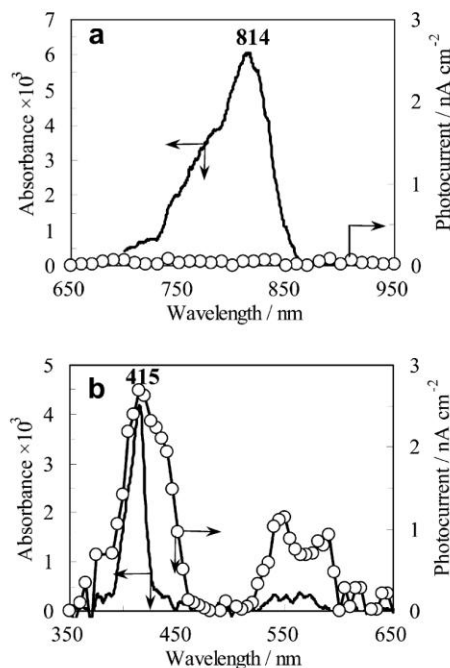 a
814
7
6
5
4
3
2
1
0
Absorbance ×10³
3
2
1
0
Photocurrent / nA cm⁻²
650 750 850 950
Wavelength / nm
b
415
5
4
3
2
1
0
Absorbance ×10³
3
2
1
0
Photocurrent / nA cm⁻²
350 450 550 650
Wavelength / nm